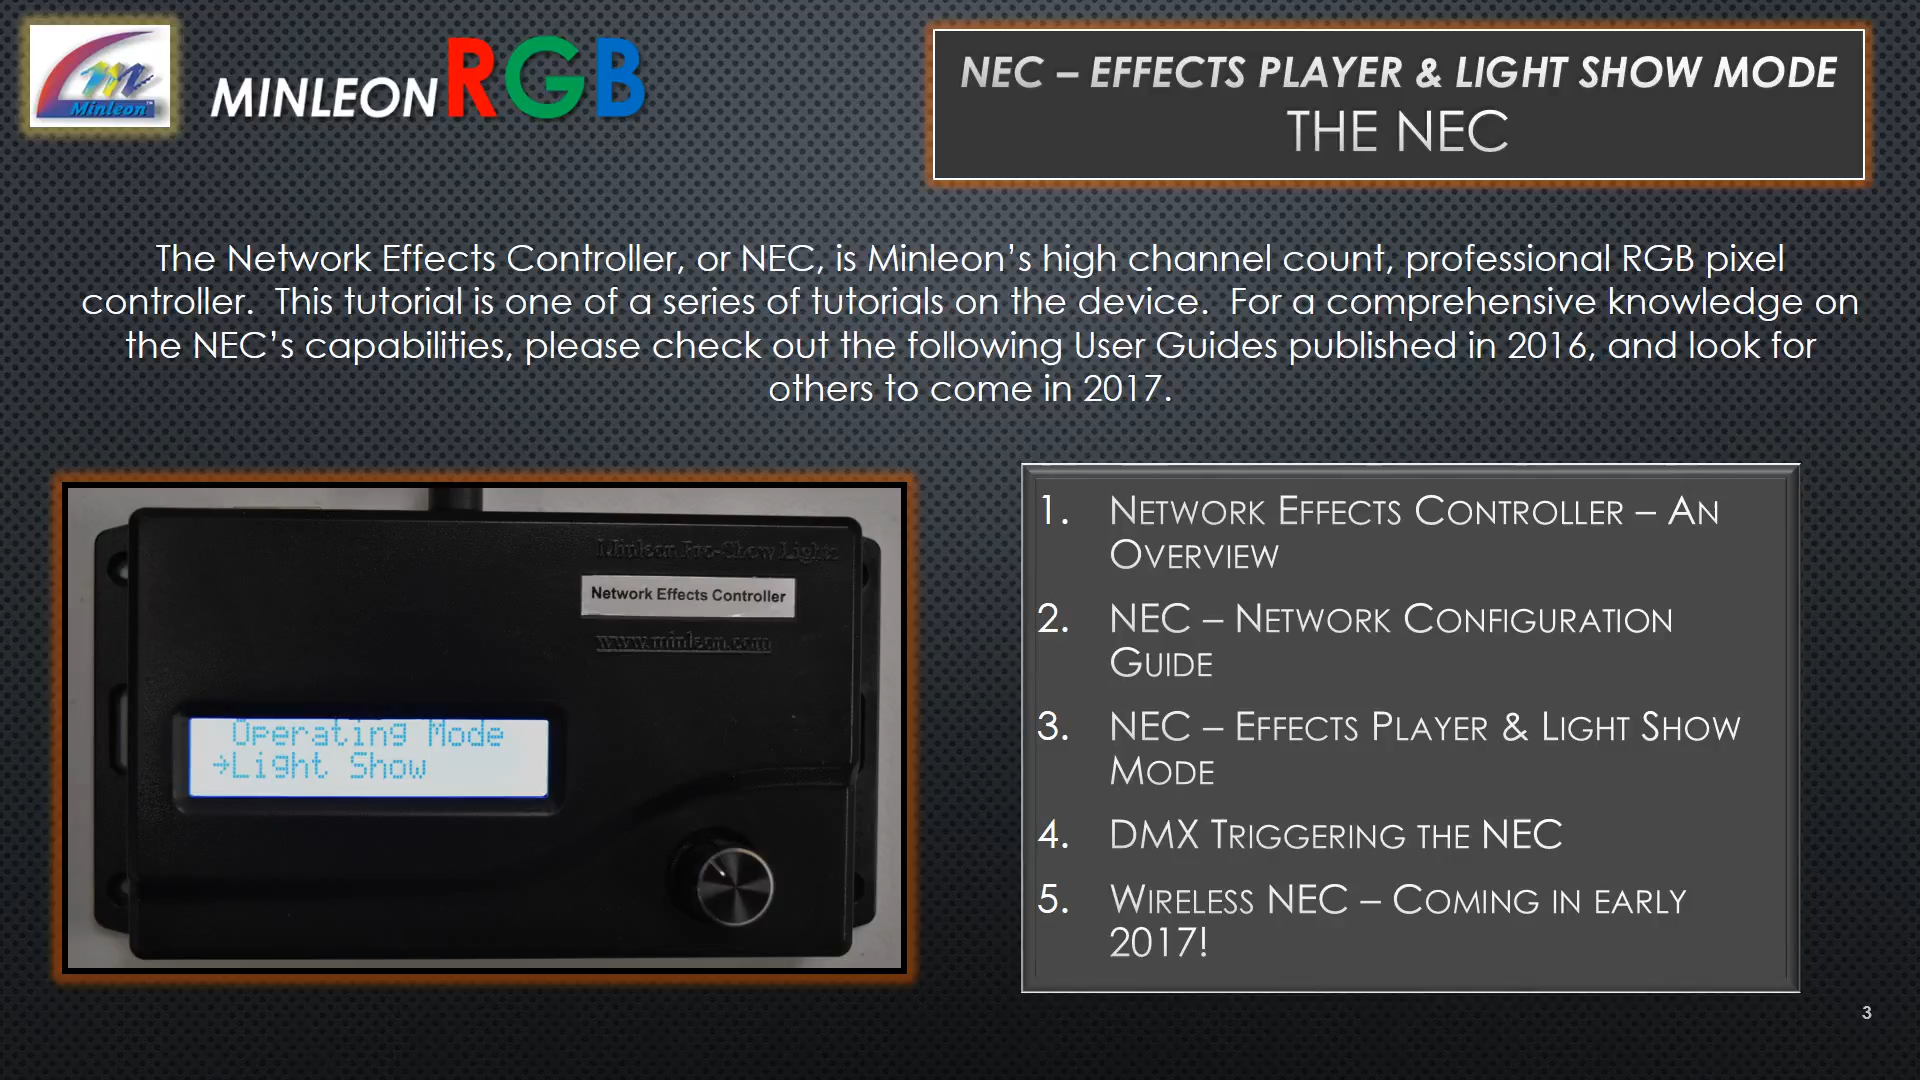 Minleon™
MINLEON RGB
NEC – EFFECTS PLAYER & LIGHT SHOW MODE
THE NEC
The Network Effects Controller, or NEC, is Minleon’s high channel count, professional RGB pixel
controller.  This tutorial is one of a series of tutorials on the device.  For a comprehensive knowledge on
the NEC’s capabilities, please check out the following User Guides published in 2016, and look for
others to come in 2017.
Minleon Pro-Show Lights
Network Effects Controller
www.minleon.com
Operating Mode
→Light Show
1. NETWORK EFFECTS CONTROLLER – AN
OVERVIEW
2. NEC – NETWORK CONFIGURATION
GUIDE
3. NEC – EFFECTS PLAYER & LIGHT SHOW
MODE
4. DMX TRIGGERING THE NEC
5. WIRELESS NEC – COMING IN EARLY
2017!
3